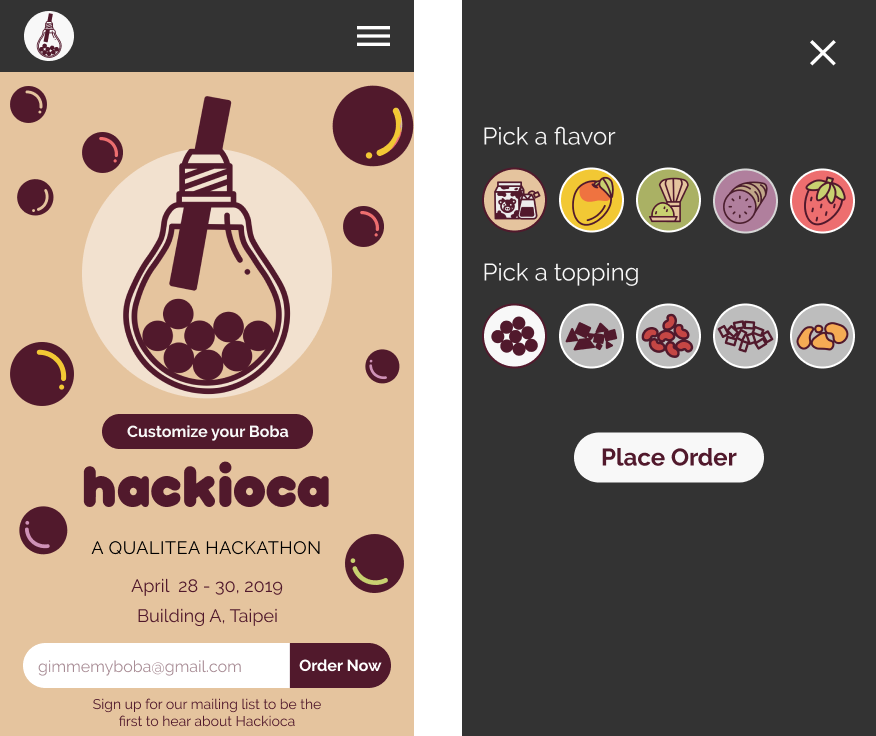 Customize your Boba
hackioca
A QUALITEA HACKATHON
April 28 - 30, 2019
Building A, Taipei
gimmemyboba@gmail.com
Order Now
Sign up for our mailing list to be the
first to hear about Hackioca
Pick a flavor
Pick a topping
Place Order